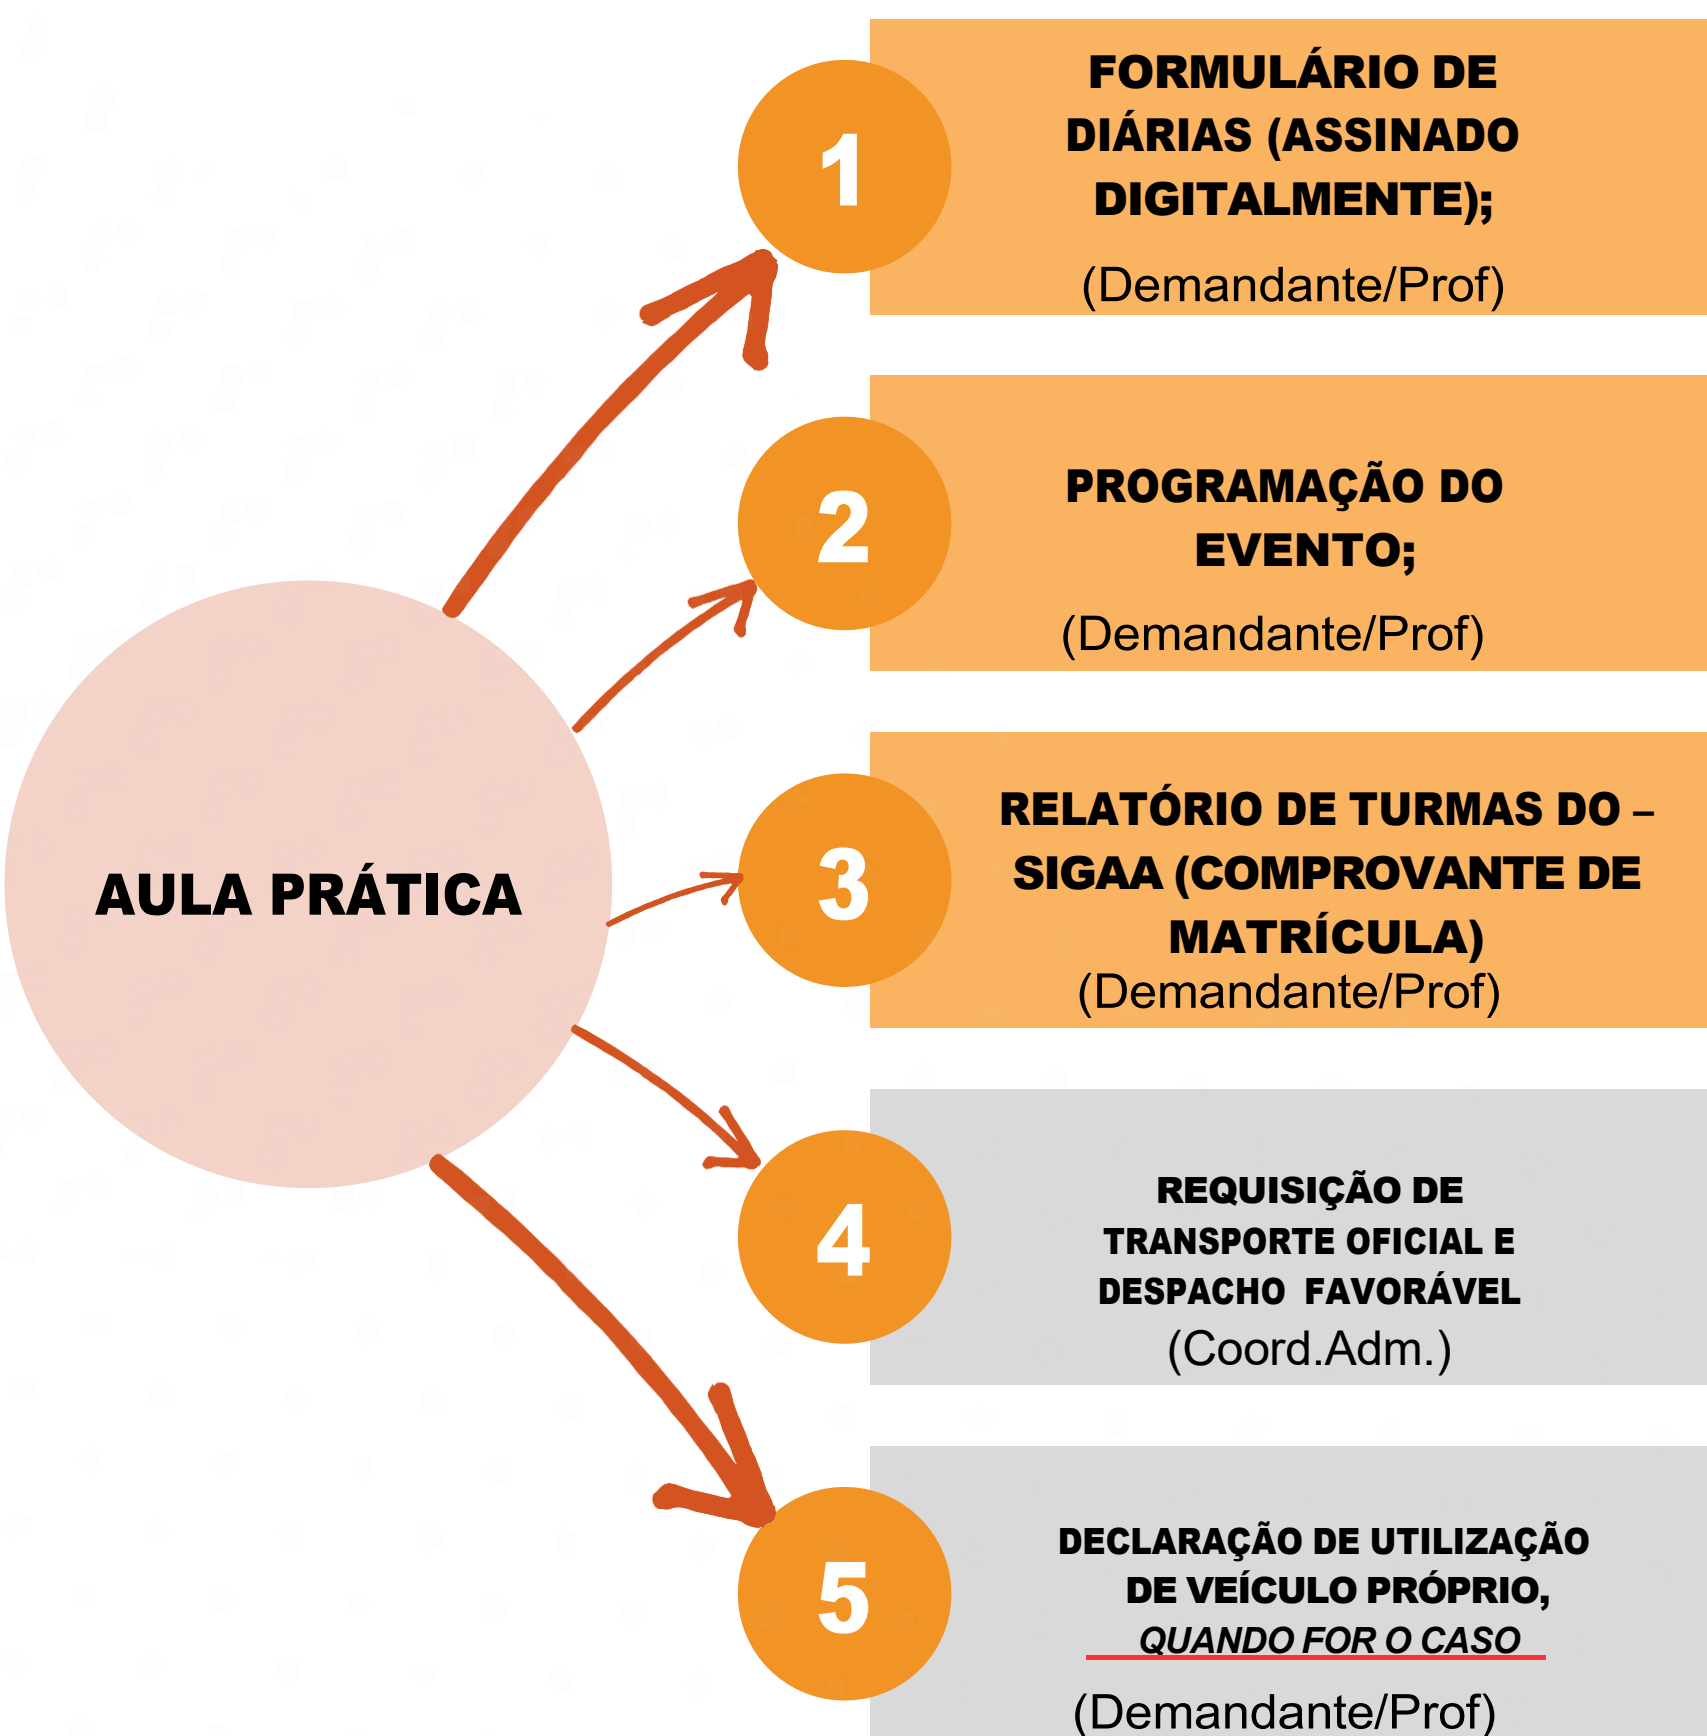 AULA PRÁTICA
1
FORMULÁRIO DE
DIÁRIAS (ASSINADO
DIGITALMENTE);
(Demandante/Prof)
2
PROGRAMAÇÃO DO
EVENTO;
(Demandante/Prof)
3
RELATÓRIO DE TURMAS DO –
SIGAA (COMPROVANTE DE
MATRÍCULA)
(Demandante/Prof)
4
REQUISIÇÃO DE
TRANSPORTE OFICIAL E
DESPACHO FAVORÁVEL
(Coord.Adm.)
5
DECLARAÇÃO DE UTILIZAÇÃO
DE VEÍCULO PRÓPRIO,
QUANDO FOR O CASO
(Demandante/Prof)